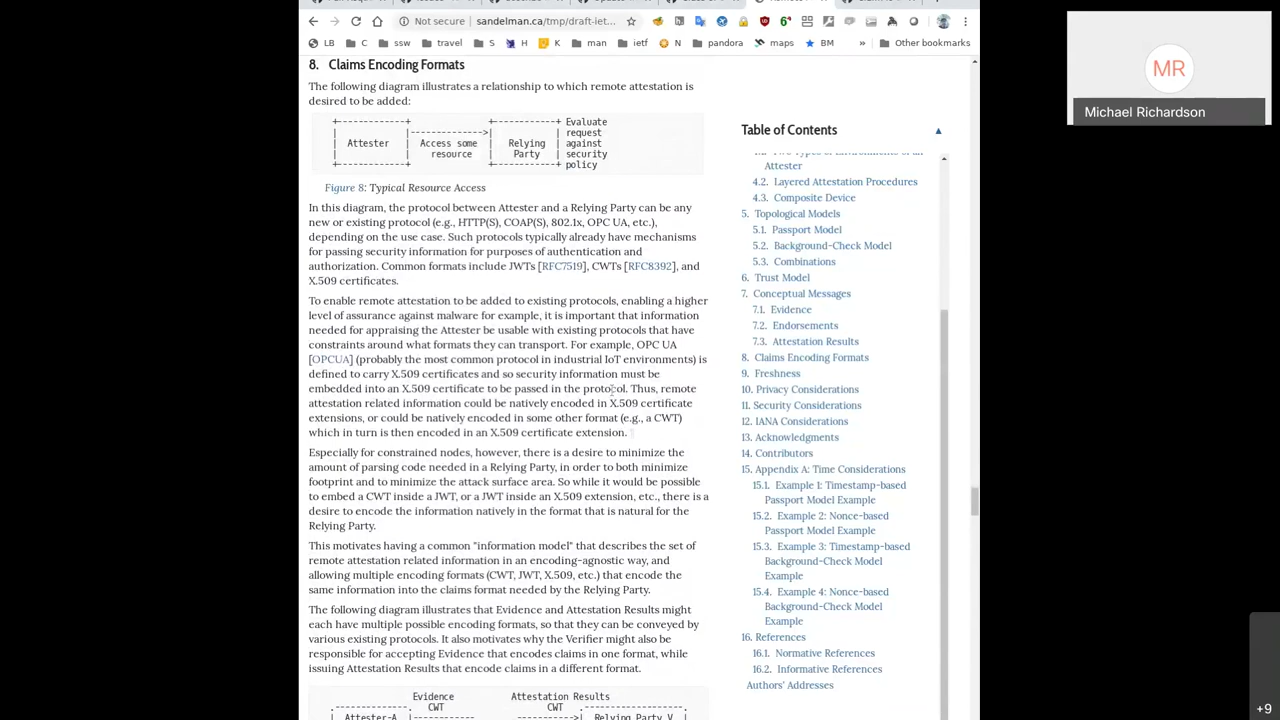 Not secure | sandelman.ca/tmp/draft-iet...
LB C ssw travel S H K man ietf N pandora maps BM » Other bookmarks
8. Claims Encoding Formats
The following diagram illustrates a relationship to which remote attestation is
desired to be added:
+-------------+ +------------+ Evaluate
| | | | request
| Attester | Access some | Relying | against
| | resource | Party | security
+-------------+ +------------+ policy
Figure 8: Typical Resource Access
In this diagram, the protocol between Attester and a Relying Party can be any
new or existing protocol (e.g., HTTP(S), COAP(S), 802.1x, OPC UA, etc.),
depending on the use case. Such protocols typically already have mechanisms
for passing security information for purposes of authentication and
authorization. Common formats include JWTs [RFC7519], CWTs [RFC8392], and
X.509 certificates.
To enable remote attestation to be added to existing protocols, enabling a higher
level of assurance against malware for example, it is important that information
needed for appraising the Attester be usable with existing protocols that have
constraints around what formats they can transport. For example, OPC UA
[OPCUA] (probably the most common protocol in industrial IoT environments) is
defined to carry X.509 certificates and so security information must be
embedded into an X.509 certificate to be passed in the protocol. Thus, remote
attestation related information could be natively encoded in X.509 certificate
extensions, or could be natively encoded in some other format (e.g., a CWT)
which in turn is then encoded in an X.509 certificate extension. ¶
Especially for constrained nodes, however, there is a desire to minimize the
amount of parsing code needed in a Relying Party, in order to both minimize
footprint and to minimize the attack surface area. So while it would be possible
to embed a CWT inside a JWT, or a JWT inside an X.509 extension, etc., there is a
desire to encode the information natively in the format that is natural for the
Relying Party.
This motivates having a common "information model" that describes the set of
remote attestation related information in an encoding-agnostic way, and
allowing multiple encoding formats (CWT, JWT, X.509, etc.) that encode the
same information into the claims format needed by the Relying Party.
The following diagram illustrates that Evidence and Attestation Results might
each have multiple possible encoding formats, so that they can be conveyed by
various existing protocols. It also motivates why the Verifier might also be
responsible for accepting Evidence that encodes claims in one format, while
issuing Attestation Results that encode claims in a different format.
Evidence Attestation Results
.--------------. CWT CWT .-------------------.
| Attester-A |------------ ----------->| Relying Party V |
Table of Contents
Attester
4.2. Layered Attestation Procedures
4.3. Composite Device
5. Topological Models
5.1. Passport Model
5.2. Background-Check Model
5.3. Combinations
6. Trust Model
7. Conceptual Messages
7.1. Evidence
7.2. Endorsements
7.3. Attestation Results
8. Claims Encoding Formats
9. Freshness
10. Privacy Considerations
11. Security Considerations
12. IANA Considerations
13. Acknowledgments
14. Contributors
15. Appendix A: Time Considerations
15.1. Example 1: Timestamp-based
Passport Model Example
15.2. Example 2: Nonce-based
Passport Model Example
15.3. Example 3: Timestamp-based
Background-Check Model
Example
15.4. Example 4: Nonce-based
Background-Check Model
Example
16. References
16.1. Normative References
16.2. Informative References
Authors' Addresses
MR
Michael Richardson
+9